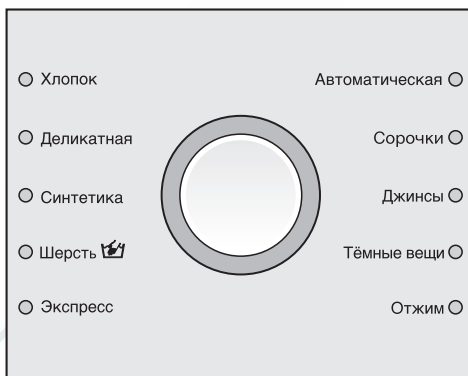 Хлопок
Деликатная
Синтетика
Шерсть
Экспресс
Автоматическая
Сорочки
Джинсы
Тёмные вещи
Отжим